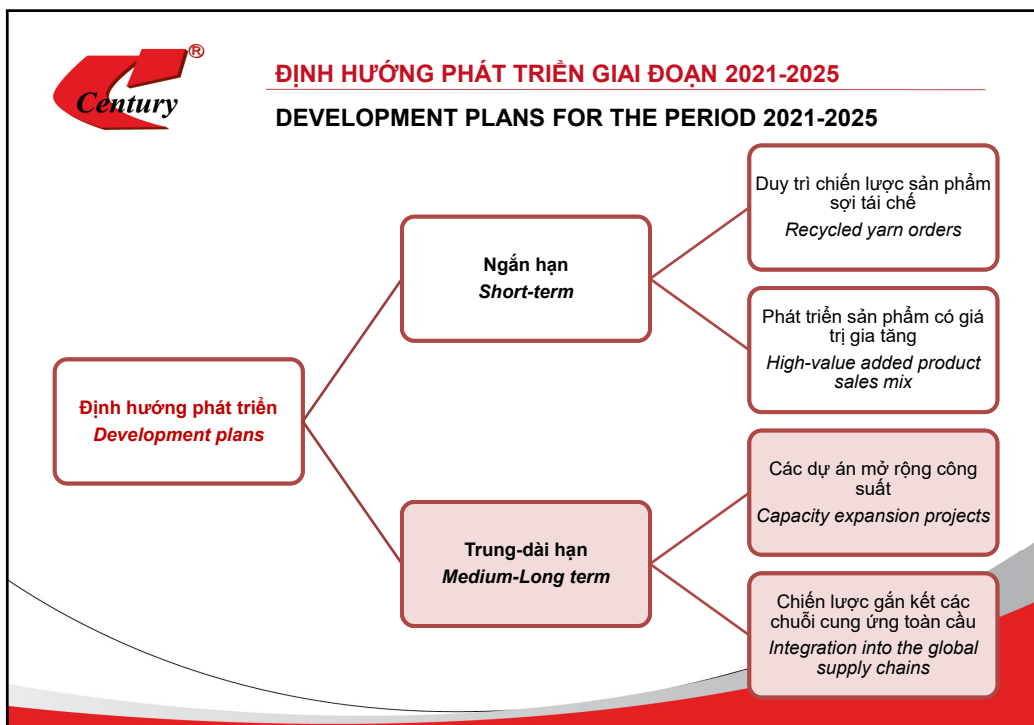 Century
®
ĐỊNH HƯỚNG PHÁT TRIỂN GIAI ĐOẠN 2021-2025
DEVELOPMENT PLANS FOR THE PERIOD 2021-2025
Định hướng phát triển
Development plans
Ngắn hạn
Short-term
Duy trì chiến lược sản phẩm
sợi tái chế
Recycled yarn orders
Phát triển sản phẩm có giá
trị gia tăng
High-value added product
sales mix
Trung-dài hạn
Medium-Long term
Các dự án mở rộng công
suất
Capacity expansion projects
Chiến lược gắn kết các
chuỗi cung ứng toàn cầu
Integration into the global
supply chains